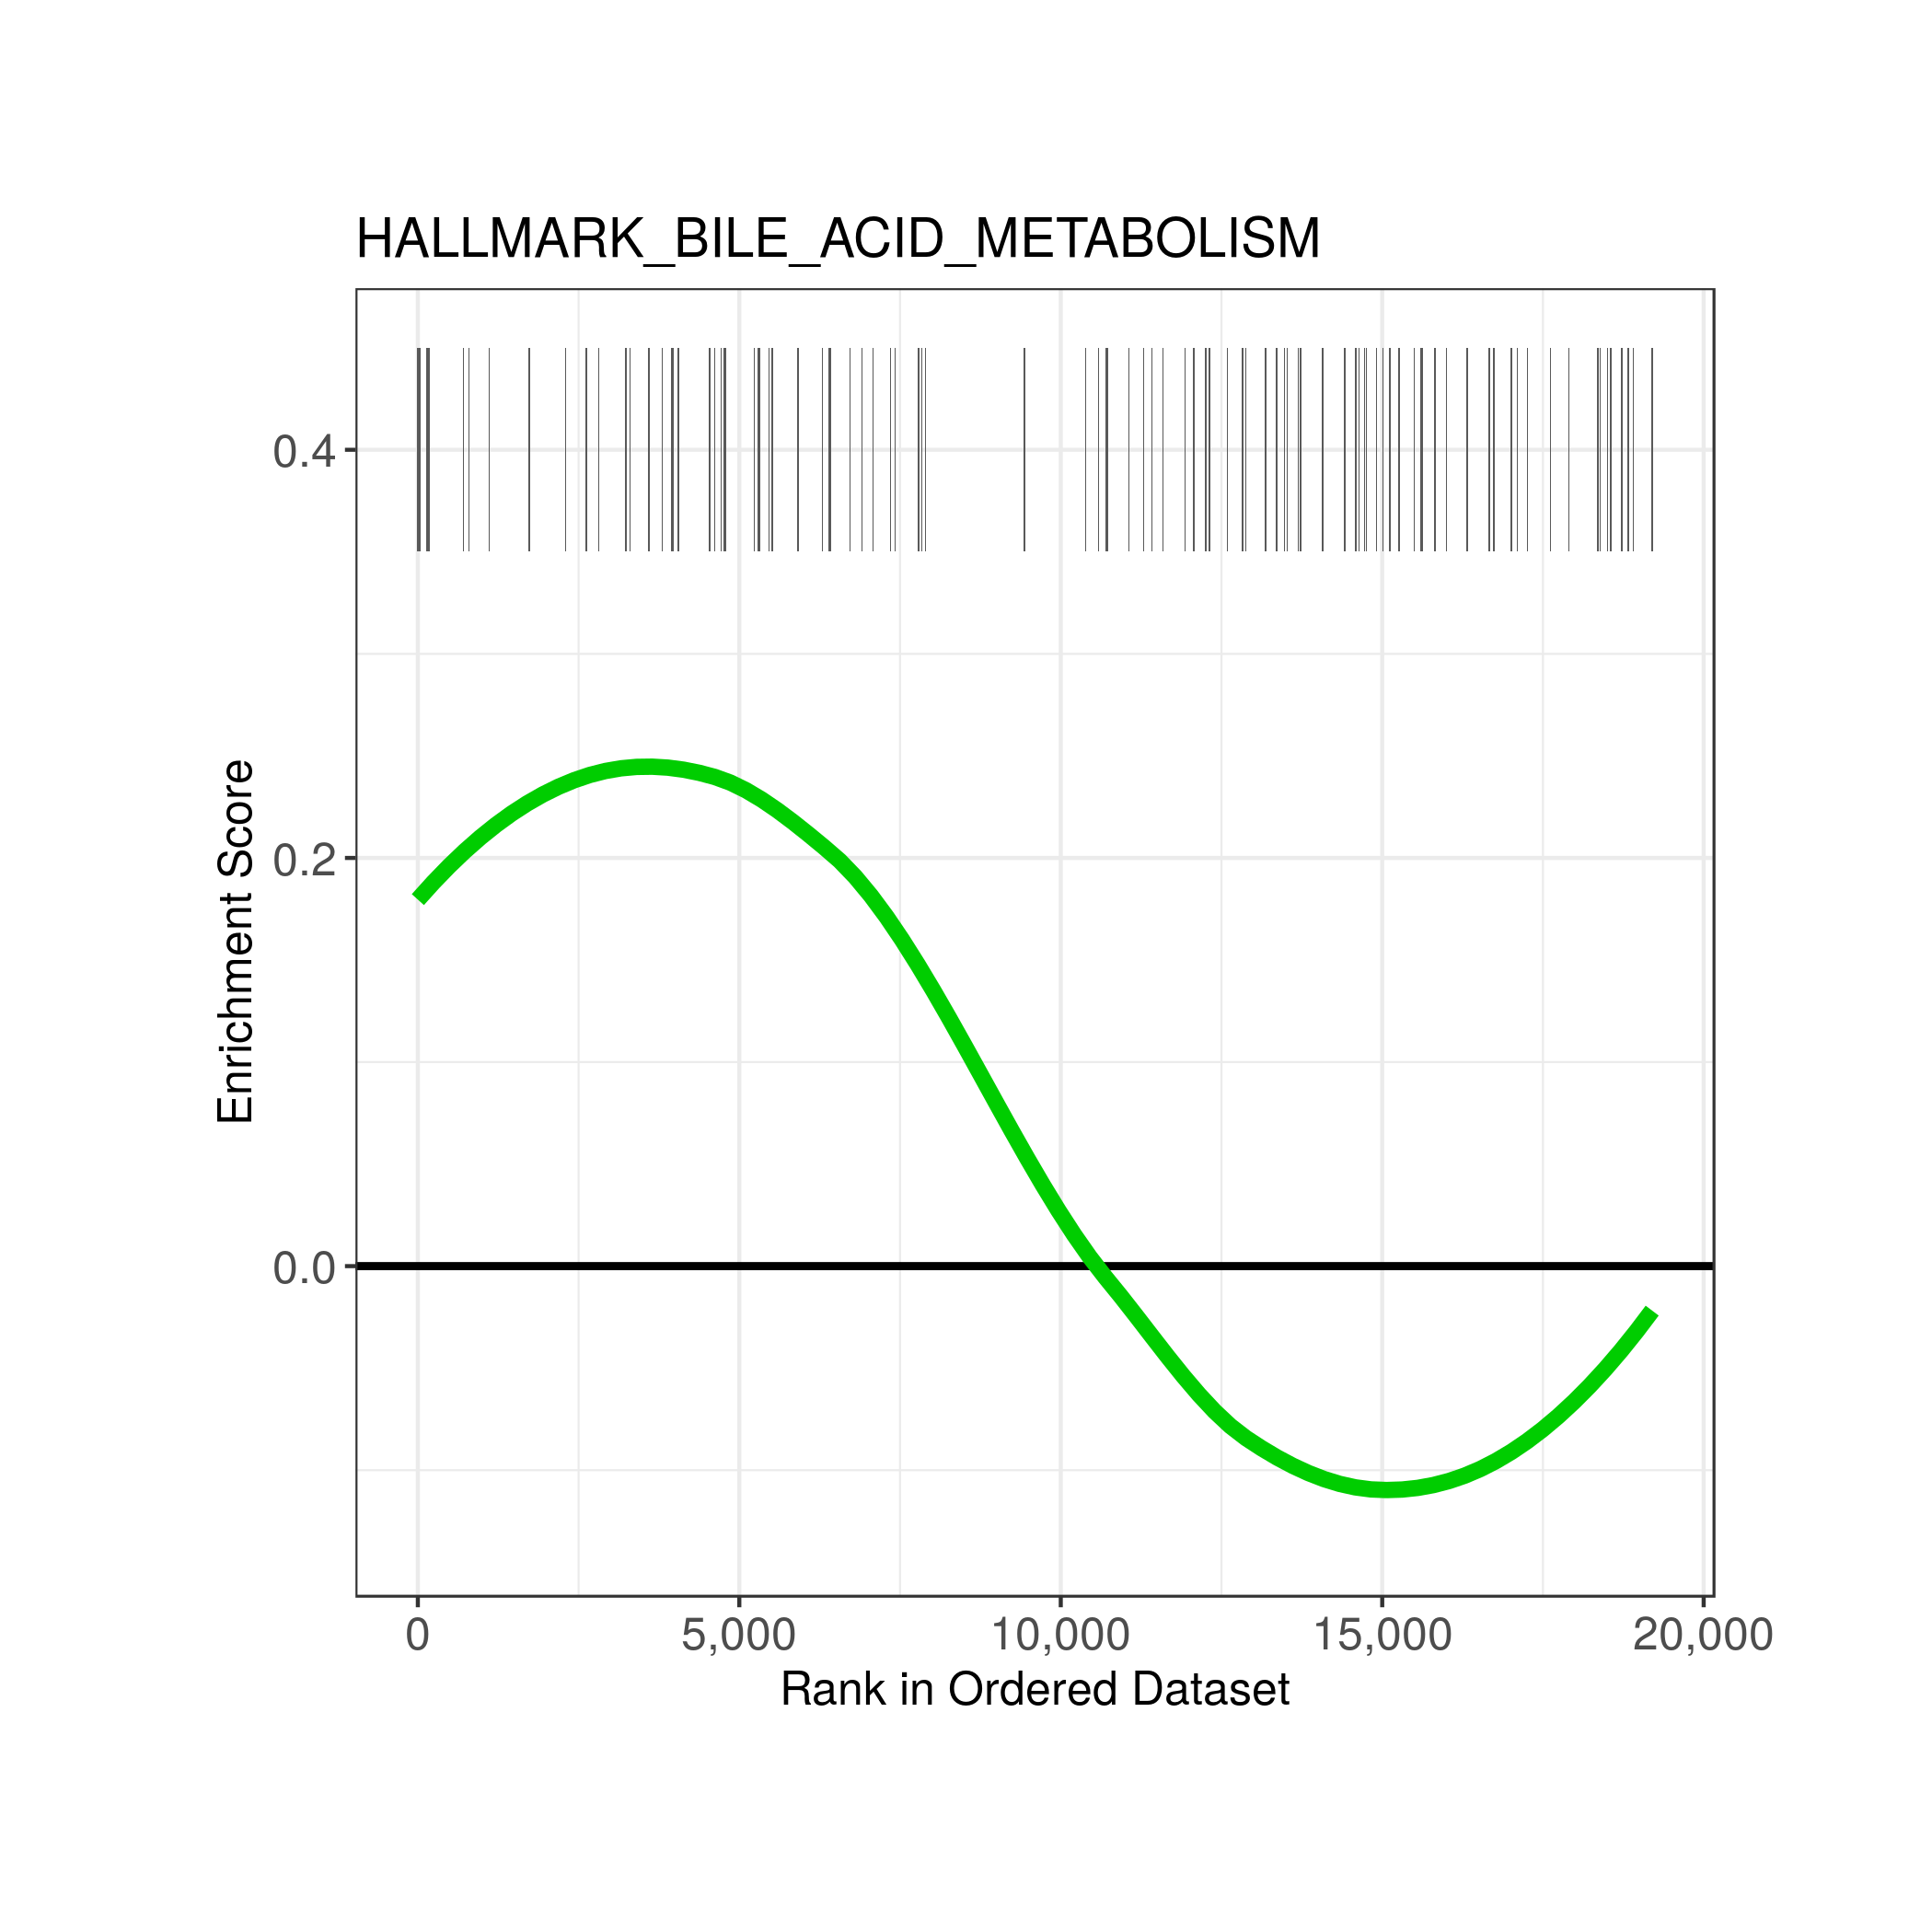 HALLMARK_BILE_ACID_METABOLISM
0.4
0.2
0.0
Enrichment Score
0 5,000 10,000 15,000 20,000
Rank in Ordered Dataset